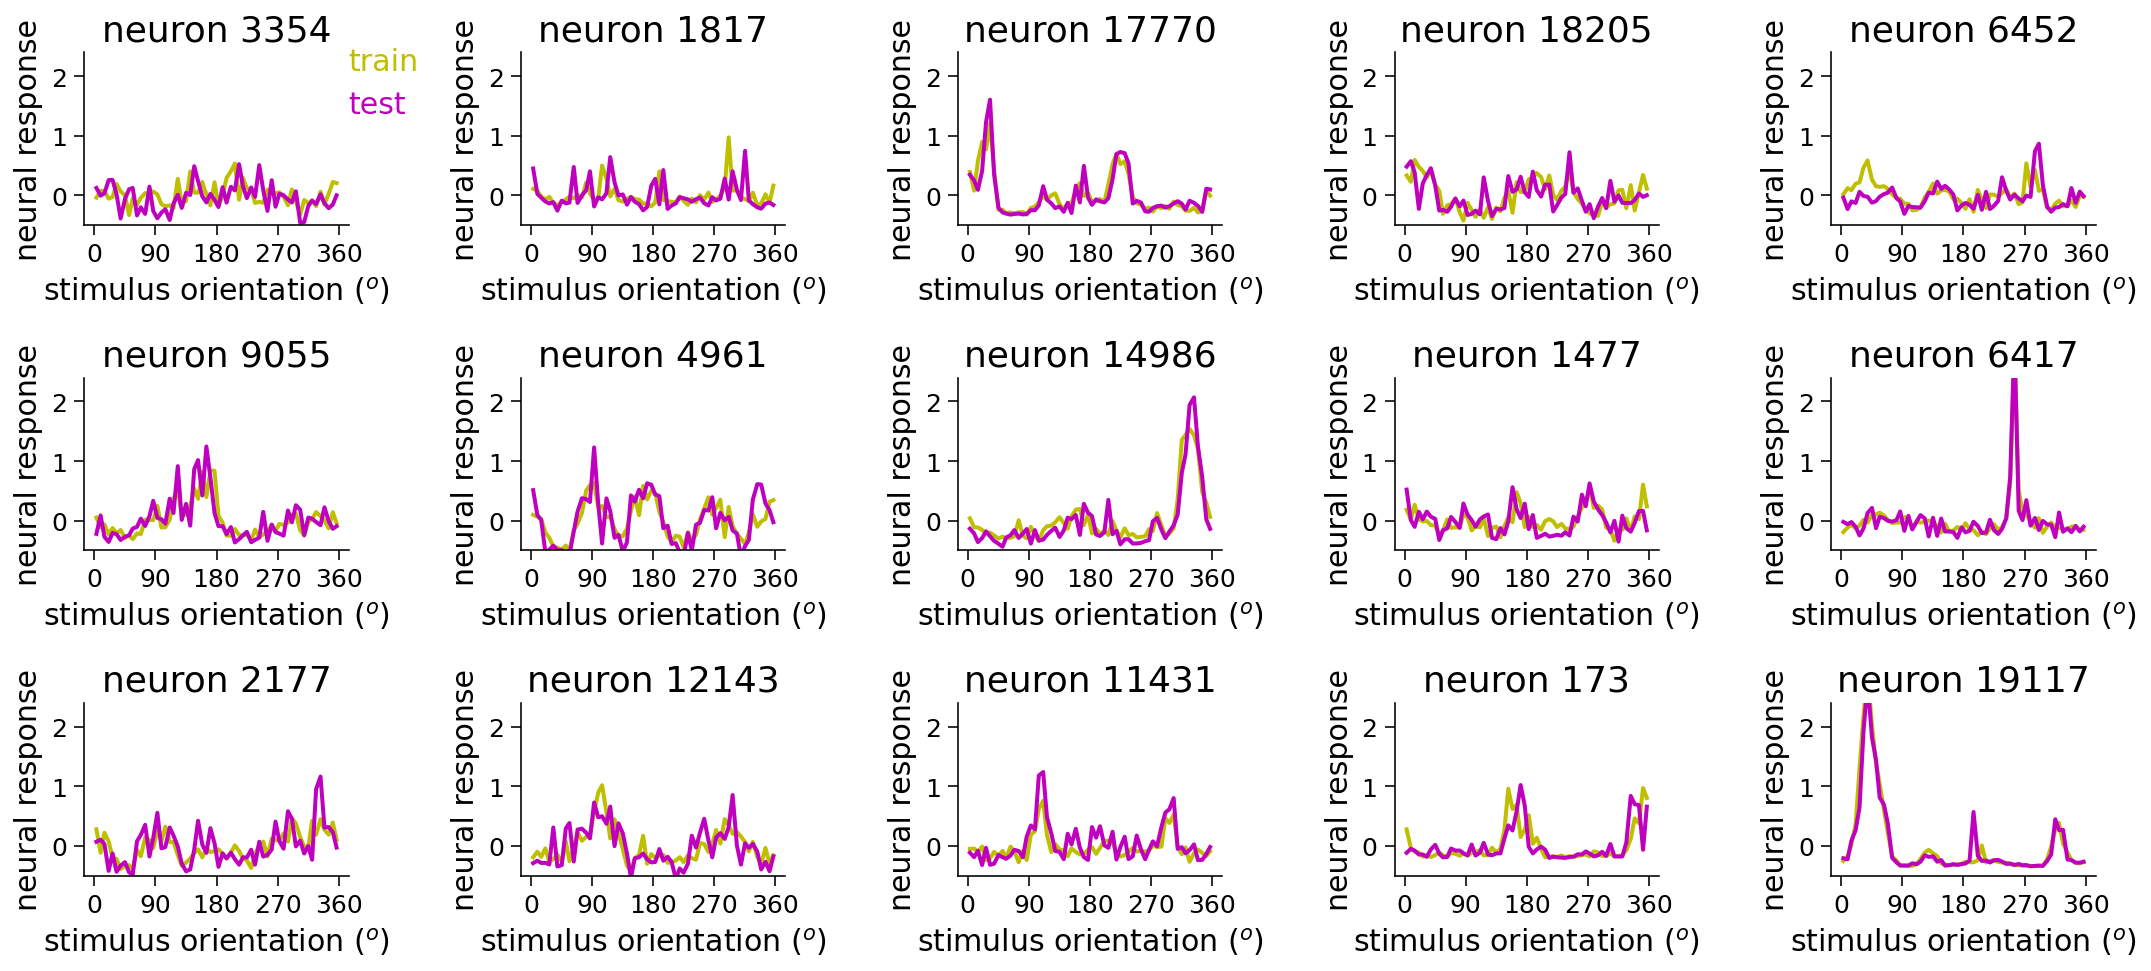 neuron 3354
neural response
2
1
0
train
test
0 90 180 270 360
stimulus orientation (o)
neuron 1817
neural response
2
1
0
0 90 180 270 360
stimulus orientation (o)
neuron 17770
neural response
2
1
0
0 90 180 270 360
stimulus orientation (o)
neuron 18205
neural response
2
1
0
0 90 180 270 360
stimulus orientation (o)
neuron 6452
neural response
2
1
0
0 90 180 270 360
stimulus orientation (o)
neuron 9055
neural response
2
1
0
0 90 180 270 360
stimulus orientation (o)
neuron 4961
neural response
2
1
0
0 90 180 270 360
stimulus orientation (o)
neuron 14986
neural response
2
1
0
0 90 180 270 360
stimulus orientation (o)
neuron 1477
neural response
2
1
0
0 90 180 270 360
stimulus orientation (o)
neuron 6417
neural response
2
1
0
0 90 180 270 360
stimulus orientation (o)
neuron 2177
neural response
2
1
0
0 90 180 270 360
stimulus orientation (o)
neuron 12143
neural response
2
1
0
0 90 180 270 360
stimulus orientation (o)
neuron 11431
neural response
2
1
0
0 90 180 270 360
stimulus orientation (o)
neuron 173
neural response
2
1
0
0 90 180 270 360
stimulus orientation (o)
neuron 19117
neural response
2
1
0
0 90 180 270 360
stimulus orientation (o)